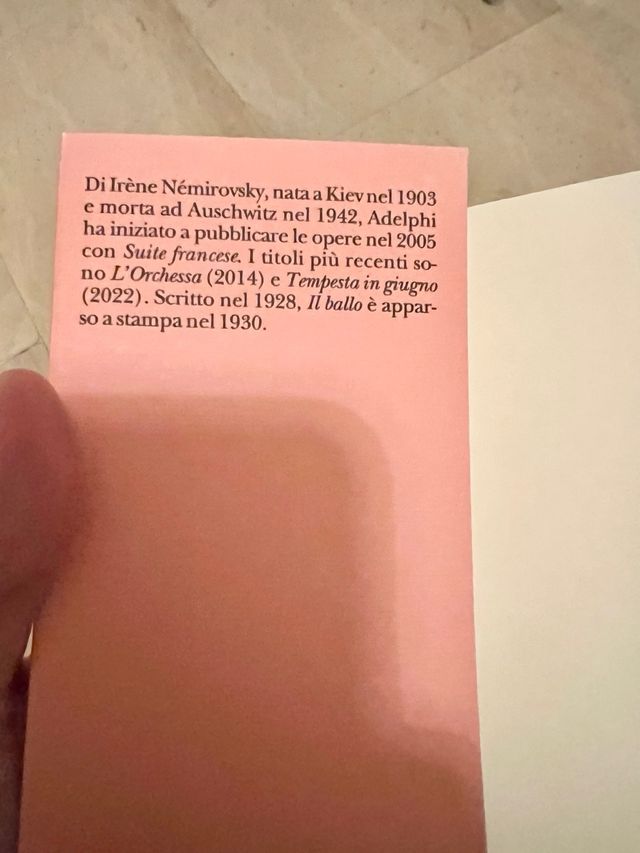 Di Irène Némirovsky, nata a Kiev nel 1903
e morta ad Auschwitz nel 1942, Adelphi
ha iniziato a pubblicare le opere nel 2005
con Suite francese. I titoli più recenti so-
no L'Orchessa (2014) e Tempesta in giugno
(2022). Scritto nel 1928, Il ballo è appar-
so a stampa nel 1930.